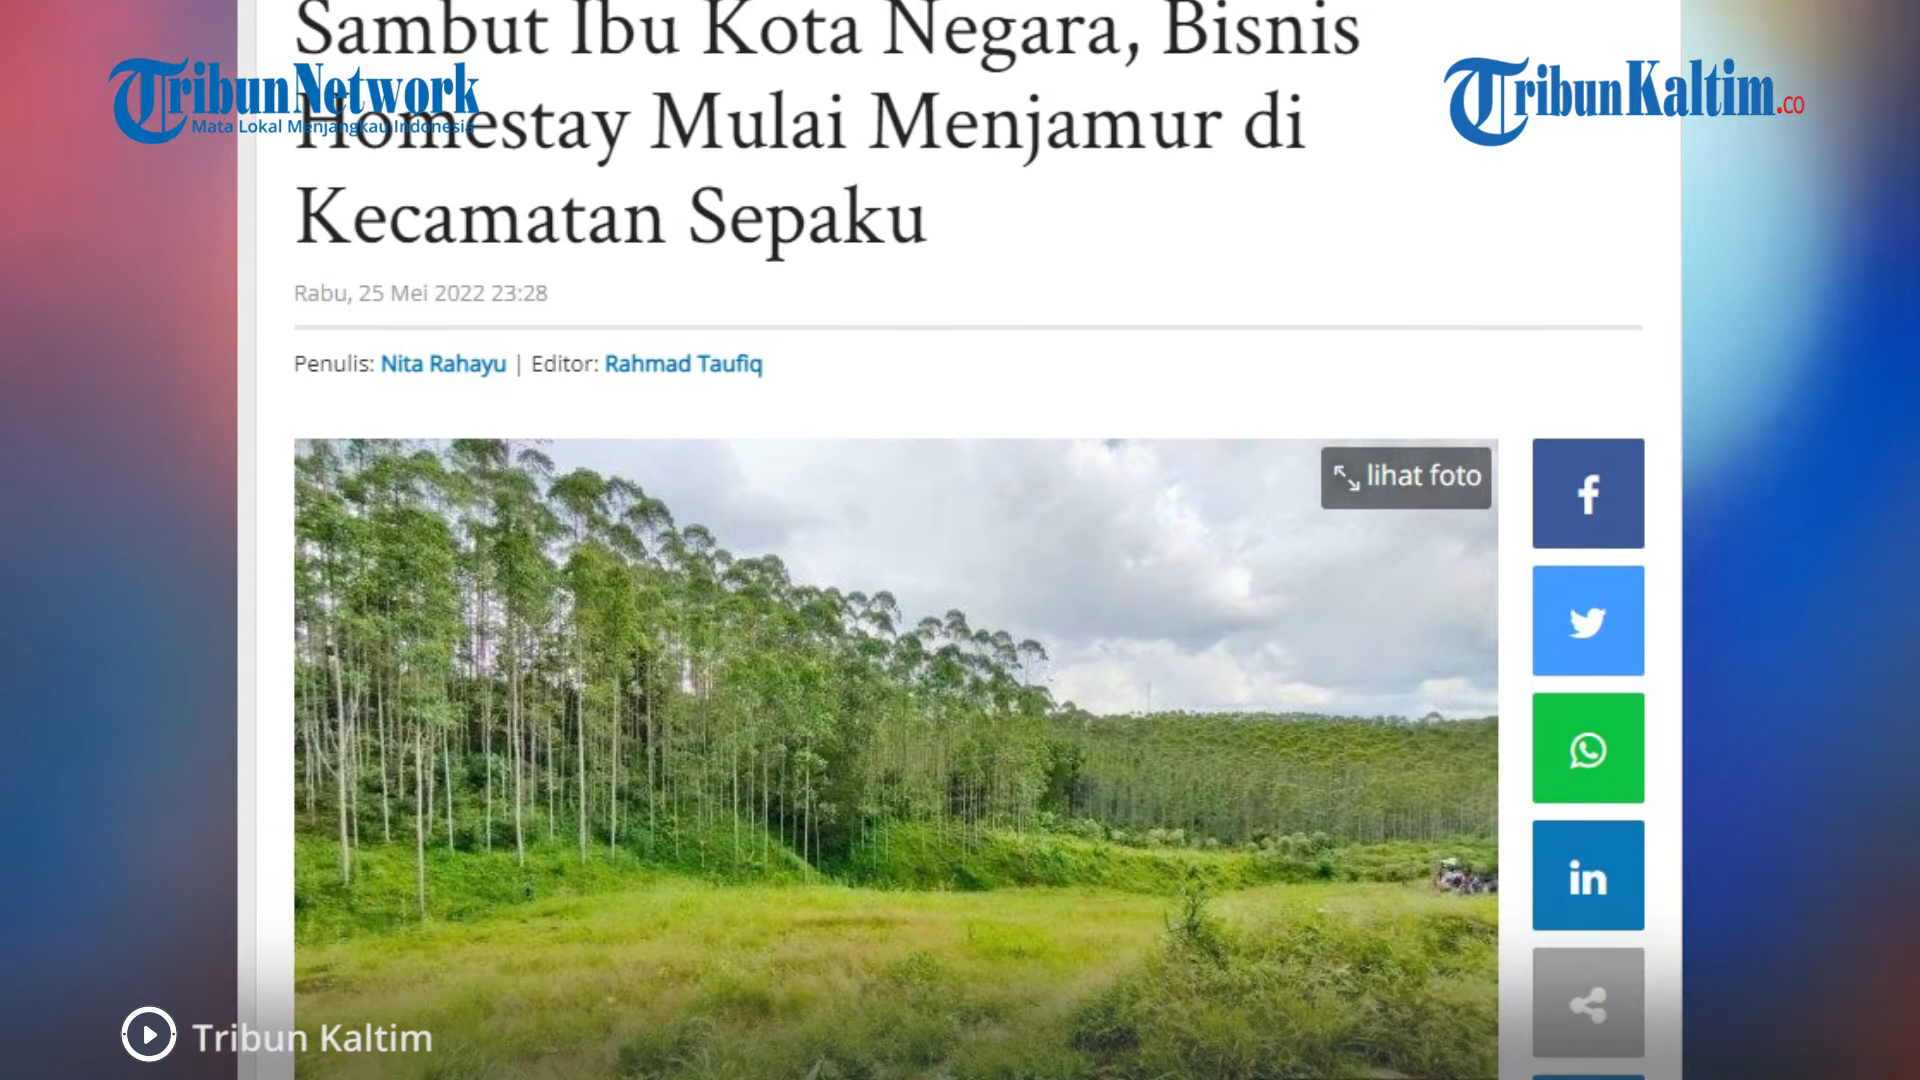 Sambut Ibu Kota Negara, Bisnis
Homestay Mulai Menjamur di
Kecamatan Sepaku
TribunNetwork
Mata Lokal Menjangkau Indonesia
TribunKaltim.co
Rabu, 25 Mei 2022 23:28
Penulis: Nita Rahayu | Editor: Rahmad Taufiq
lihat foto
f
in
Tribun Kaltim